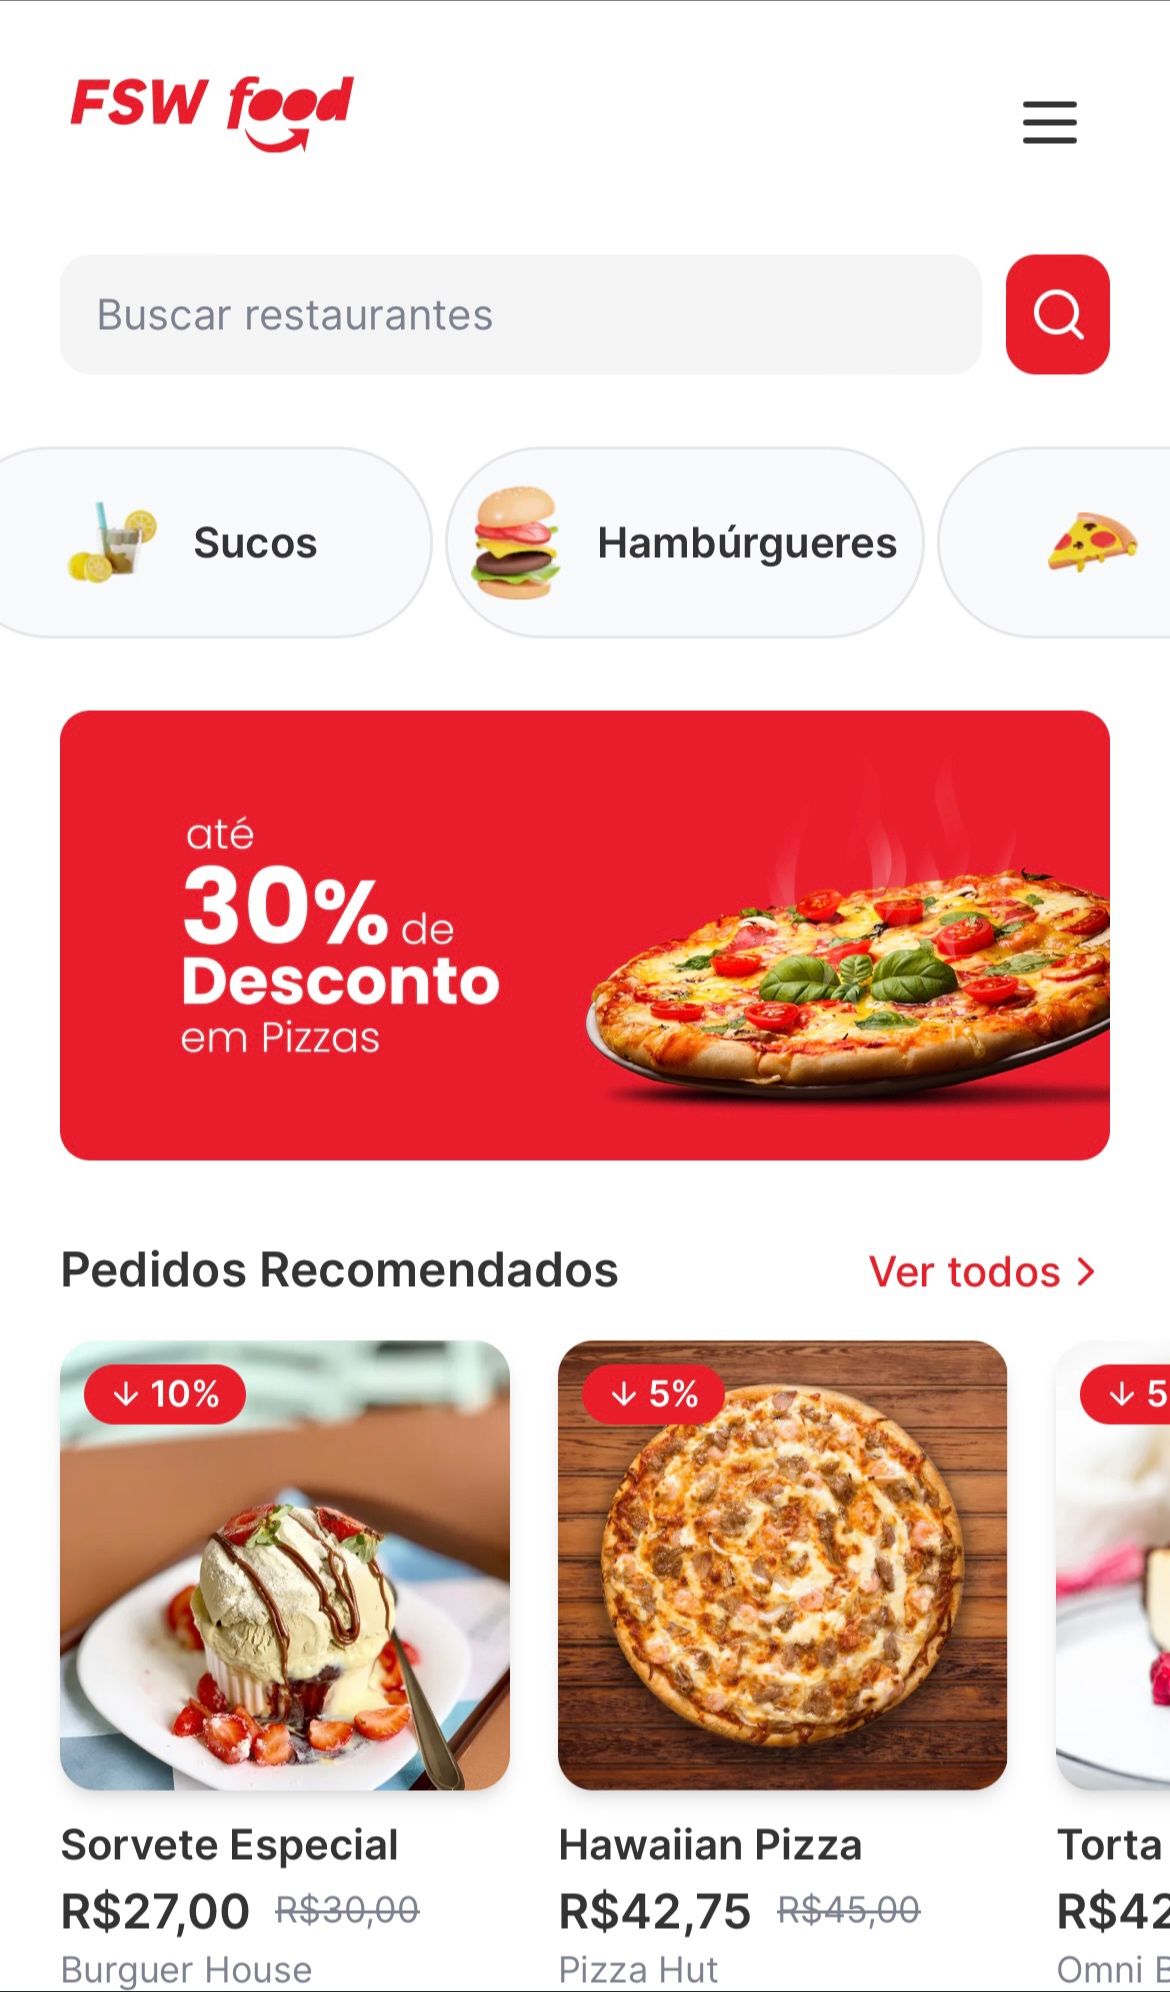 FSW food
Buscar restaurantes
Sucos
Hambúrgueres
até
30% de
Desconto
em Pizzas
Pedidos Recomendados
Ver todos
↓ 10%
↓ 5%
↓ 5
Sorvete Especial
Hawaiian Pizza
Torta
R$27,00 R$30,00
R$42,75 R$45,00
R$42
Burguer House
Pizza Hut
Omni